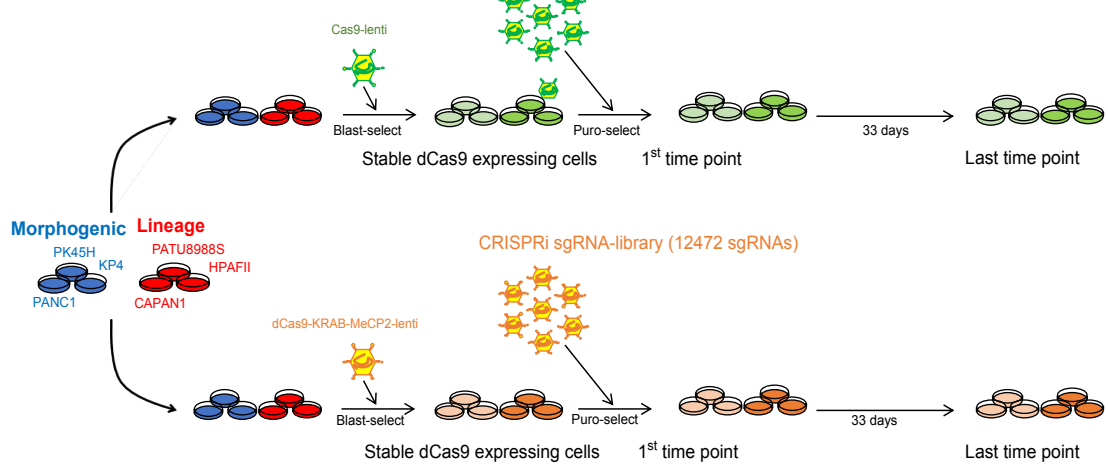 Cas9-lenti
Blast-select
Puro-select
33 days
Stable dCas9 expressing cells
1st time point
Last time point
Morphogenic
Lineage
PK45H
KP4
PANC1
PATU8988S
HPAFII
CAPAN1
CRISPRi sgRNA-library (12472 sgRNAs)
dCas9-KRAB-MeCP2-lenti
Blast-select
Puro-select
33 days
Stable dCas9 expressing cells
1st time point
Last time point